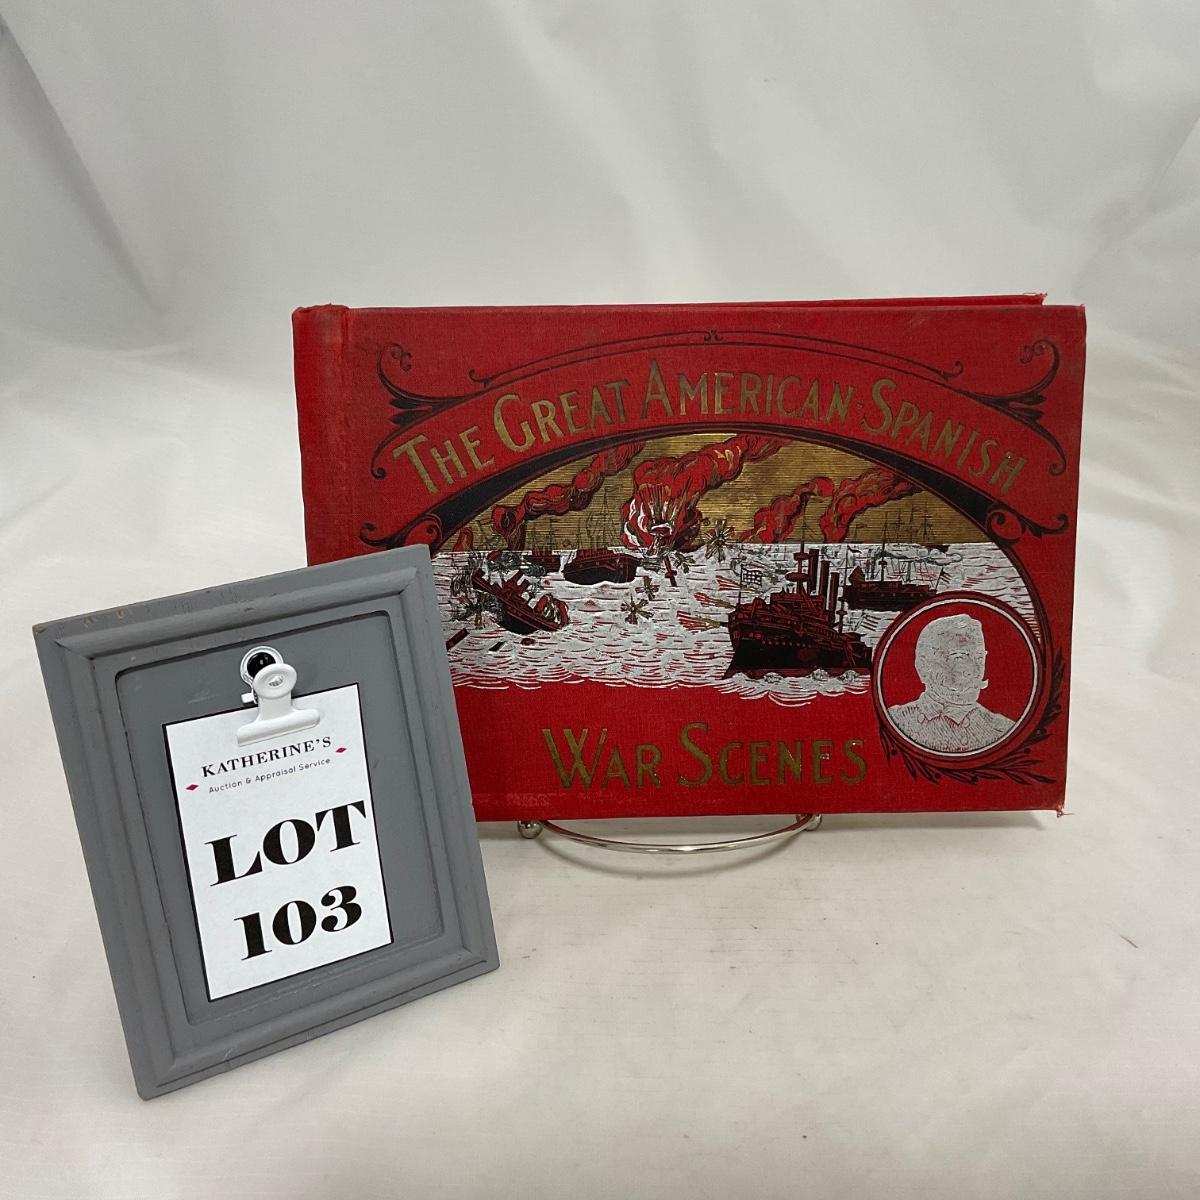 THE GREAT AMERICAN-SPANISH
WAR SCENES
KATHERINE'S
Auction & Appraisal Service
LOT
103